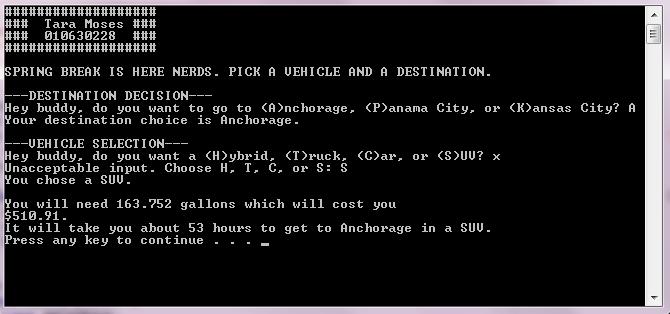 ###################
###  Tara Moses ###
###  010630228  ###
###################
SPRING BREAK IS HERE NERDS. PICK A VEHICLE AND A DESTINATION.
---DESTINATION DECISION---
Hey buddy, do you want to go to (A)nchorage, (P)anama City, or (K)ansas City? A
Your destination choice is Anchorage.
---VEHICLE SELECTION---
Hey buddy, do you want a (H)ybrid, (T)ruck, (C)ar, or (S)UV? x
Unacceptable input. Choose H, T, C, or S: S
You chose a SUV.
You will need 163.752 gallons which will cost you
$510.91.
It will take you about 53 hours to get to Anchorage in a SUV.
Press any key to continue . . . _